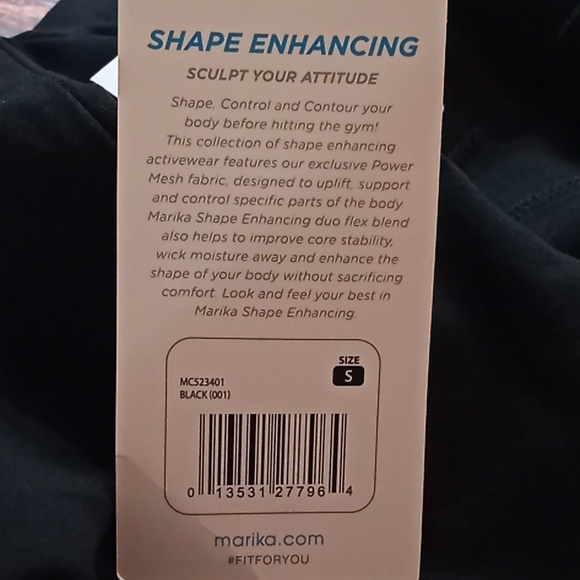 SHAPE ENHANCING
SCULPT YOUR ATTITUDE
Shape, Control and Contour your
body before hitting the gym!
This collection of shape enhancing
activewear features our exclusive Power
Mesh fabric, designed to uplift, support
and control specific parts of the body.
Marika Shape Enhancing duo flex blend
also helps to improve core stability,
wick moisture away and enhance the
shape of your body without sacrificing
comfort. Look and feel your best in
Marika Shape Enhancing.
SIZE
S
MC523401
BLACK (001)
0 13531 27796 4
marika.com
#FITFORYOU